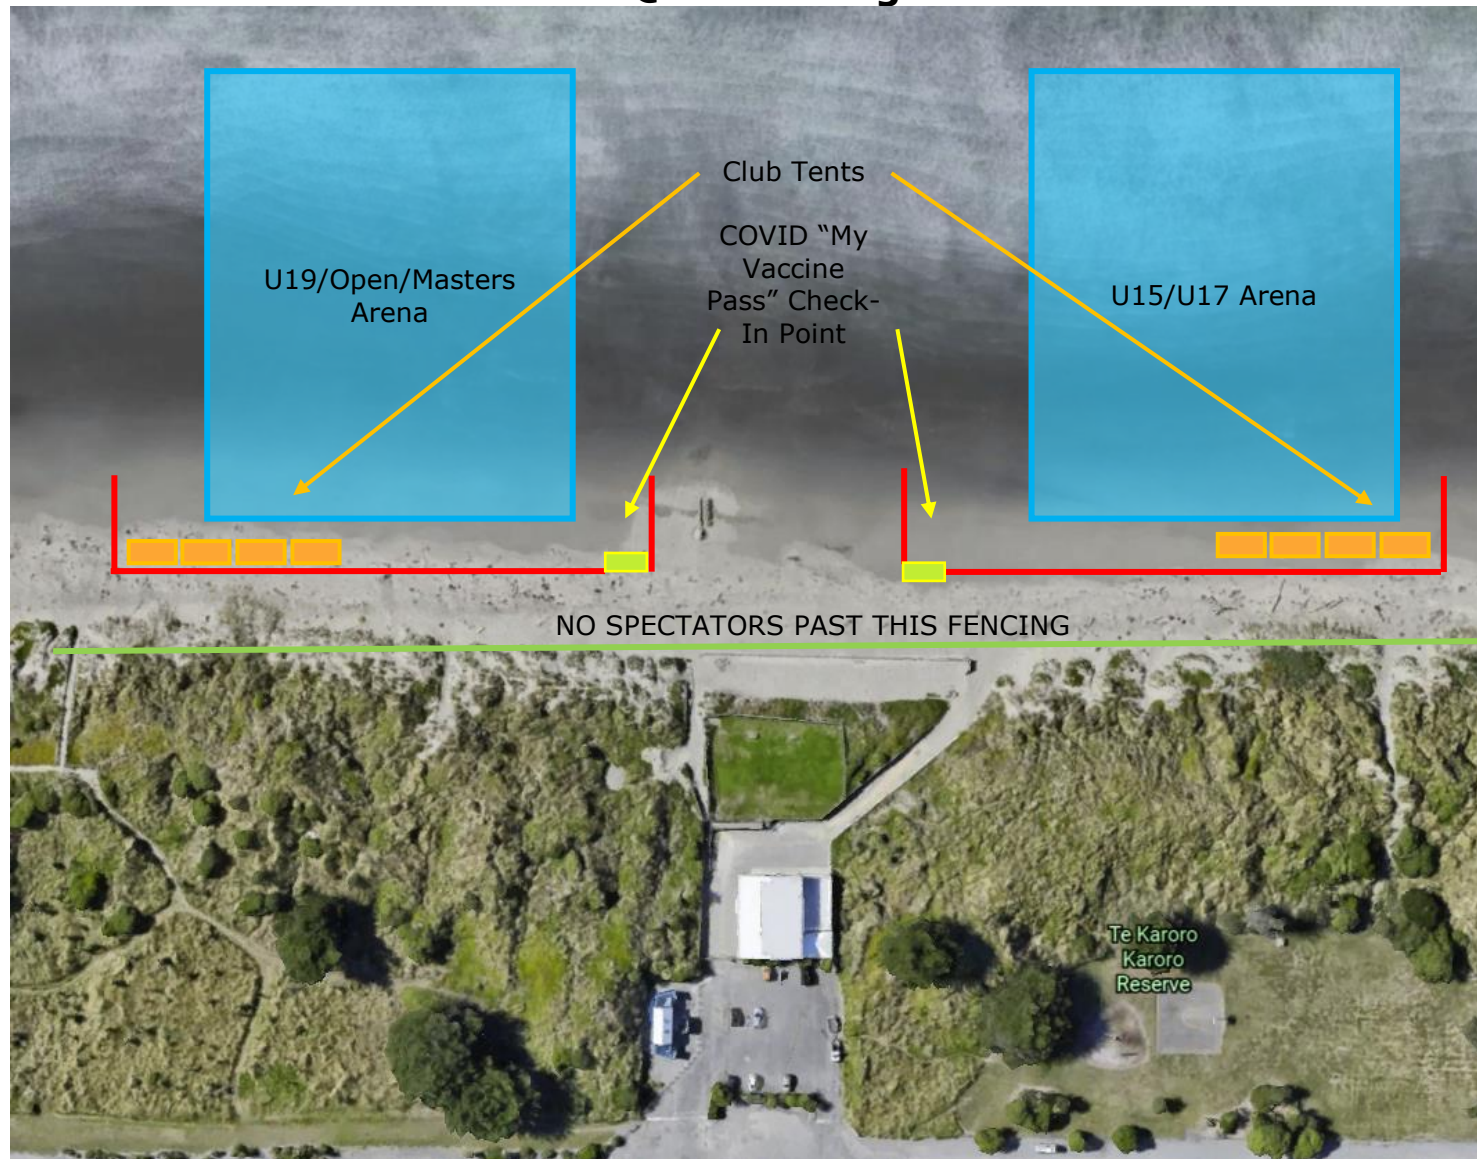 Club Tents
COVID “My
Vaccine
Pass” Check-
In Point
U19/Open/Masters
Arena
U15/U17 Arena
NO SPECTATORS PAST THIS FENCING
Te Karoro
Karoro
Reserve